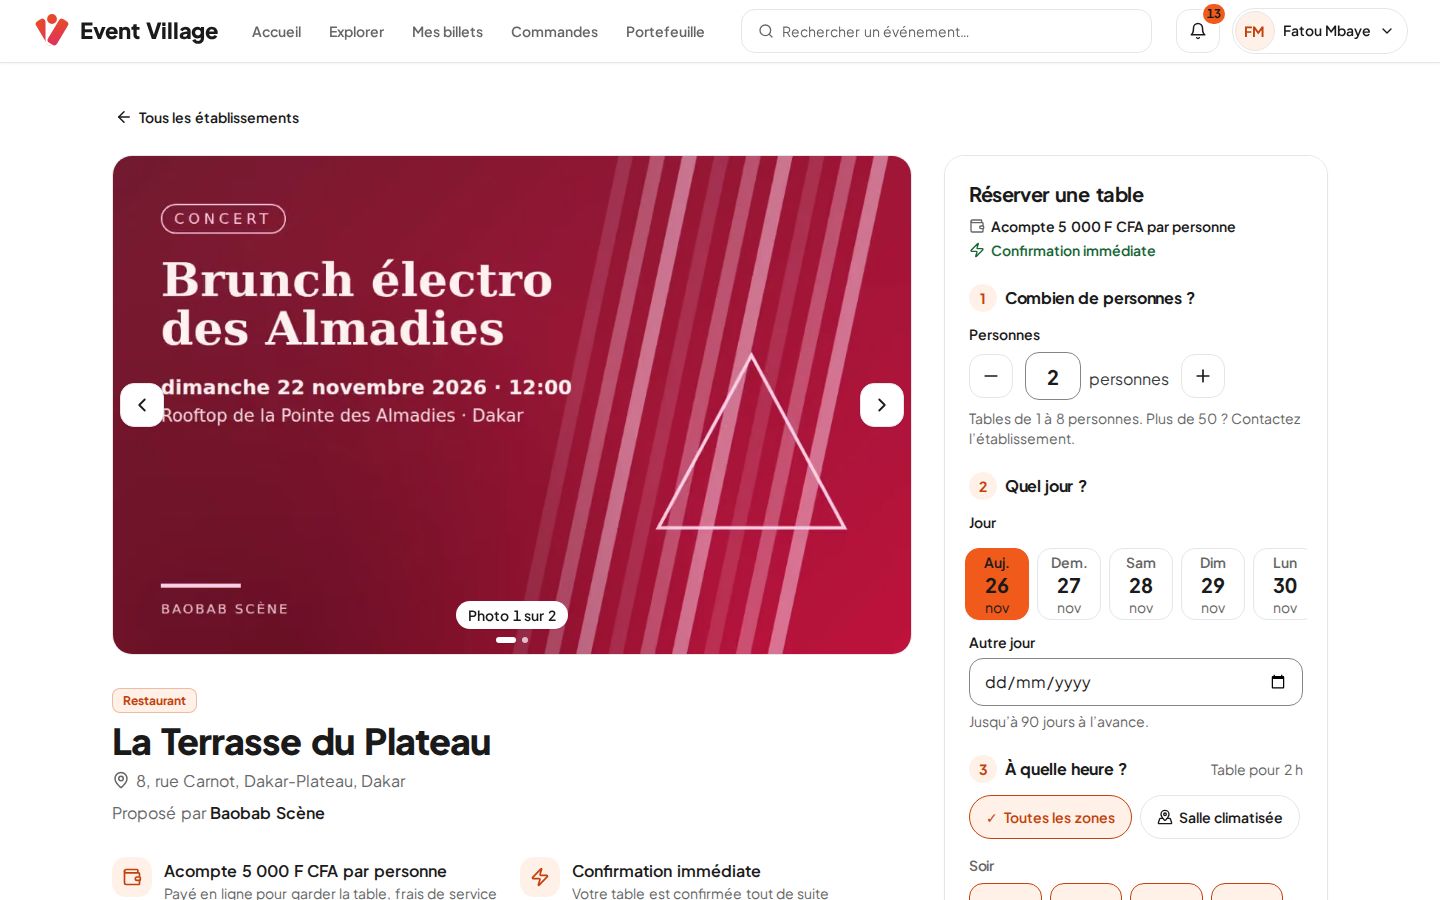 Event Village
Accueil
Explorer
Mes billets
Commandes
Portefeuille
Rechercher un événement...
13
FM
Fatou Mbaye
Tous les établissements
CONCERT
Brunch électro
des Almadies
dimanche 22 novembre 2026 · 12:00
Rooftop de la Pointe des Almadies · Dakar
BAOBAB SCÈNE
Photo 1 sur 2
Restaurant
La Terrasse du Plateau
8, rue Carnot, Dakar-Plateau, Dakar
Proposé par Baobab Scène
Acompte 5 000 F CFA par personne
Payé en ligne pour garder la table, frais de service
Confirmation immédiate
Votre table est confirmée tout de suite
Réserver une table
Acompte 5 000 F CFA par personne
Confirmation immédiate
1 Combien de personnes ?
Personnes
− 2 personnes +
Tables de 1 à 8 personnes. Plus de 50 ? Contactez
l'établissement.
2 Quel jour ?
Jour
Auj. Dem. Sam Dim Lun
26 27 28 29 30
nov nov nov nov nov
Autre jour
dd/mm/yyyy
Jusqu'à 90 jours à l'avance.
3 À quelle heure ? Table pour 2 h
✓ Toutes les zones
Salle climatisée
Soir